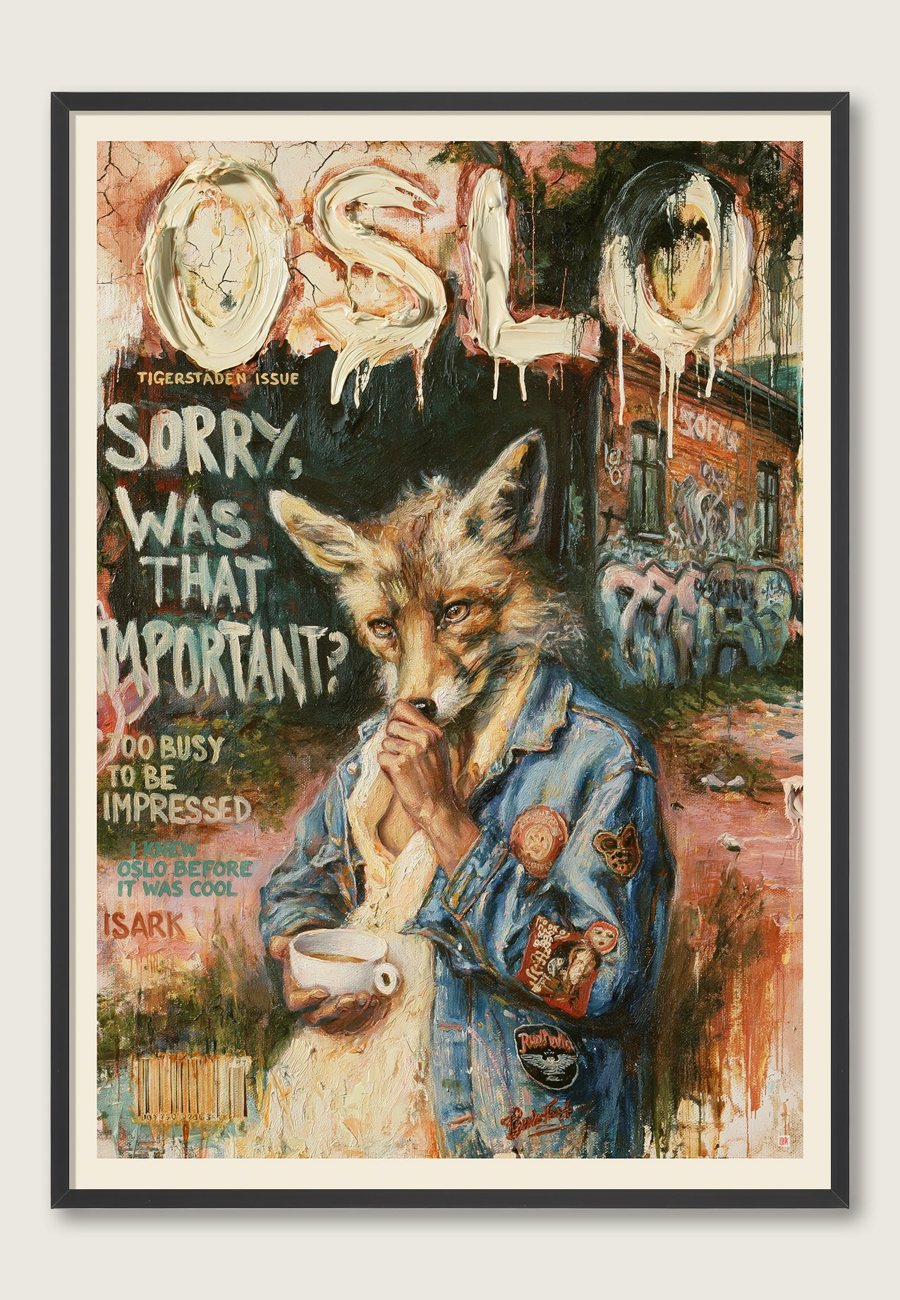 OSLO
TIGERSTADEN ISSUE
SORRY,
WAS
THAT
IMPORTANT?
TOO BUSY
TO BE
IMPRESSED
I KNEW
OSLO BEFORE
IT WAS COOL
ISARK